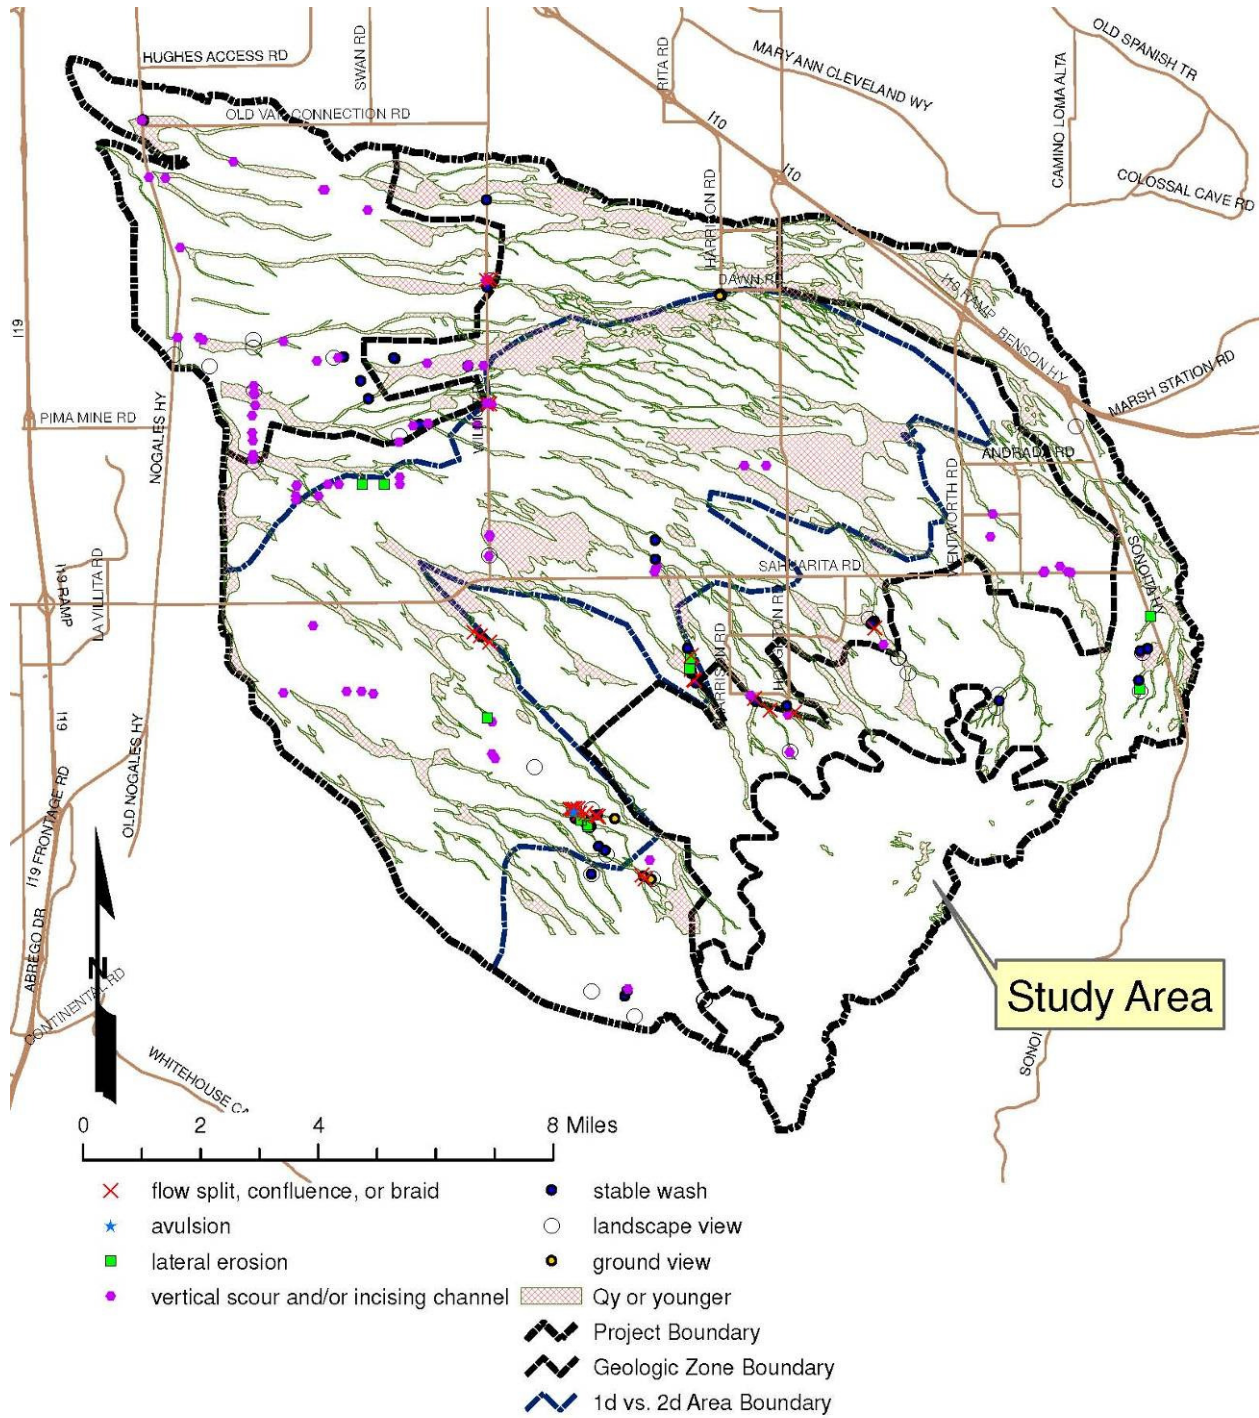 HUGHES ACCESS RD
SWAN RD
RITA RD
MARY ANN CLEVELAND WY
OLD SPANISH TR
CAMINO LOMA ALTA
COLOSSAL CAVE RD
OLD VAIL CONNECTION RD
I10
I10
HARRISON RD
DAWN RD
I10 RAMP
BENSON HY
MARSH STATION RD
I19
PIMA MINE RD
NOGALES HY
ANDRADA RD
WENTWORTH RD
SONOITA HY
SAHUARITA RD
I19 RAMP
LA VILLITA RD
HOUGHTON RD
HARRISON RD
I19
OLD NOGALES HY
I19 FRONTAGE RD
ABREGO DR
CONTINENTAL RD
N
WHITEHOUSE CA
Study Area
SONOI
0 2 4 8 Miles
flow split, confluence, or braid
avulsion
lateral erosion
vertical scour and/or incising channel
stable wash
landscape view
ground view
Qy or younger
Project Boundary
Geologic Zone Boundary
1d vs. 2d Area Boundary